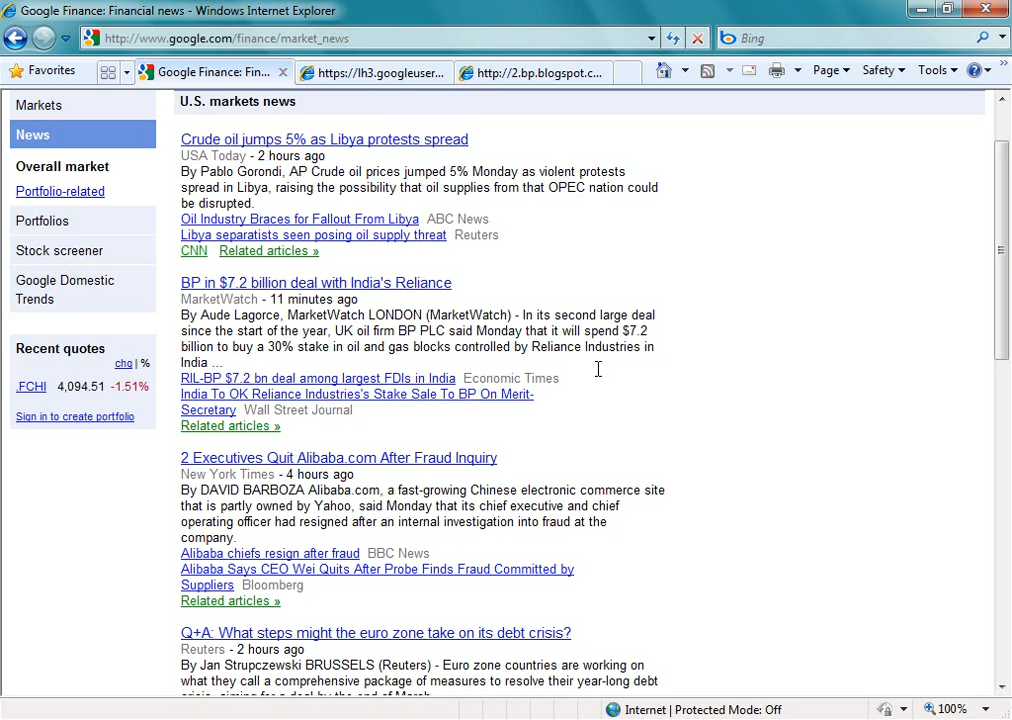 Google Finance: Financial news - Windows Internet Explorer
http://www.google.com/finance/market_news
Bing
Favorites
Google Finance: Fin...
https://lh3.googleuser...
http://2.bp.blogspot.c...
Page
Safety
Tools
Markets
News
Overall market
Portfolio-related
Portfolios
Stock screener
Google Domestic
Trends
Recent quotes
chg | %
.FCHI 4,094.51 -1.51%
Sign in to create portfolio
U.S. markets news
Crude oil jumps 5% as Libya protests spread
USA Today - 2 hours ago
By Pablo Gorondi, AP Crude oil prices jumped 5% Monday as violent protests
spread in Libya, raising the possibility that oil supplies from that OPEC nation could
be disrupted.
Oil Industry Braces for Fallout From Libya ABC News
Libya separatists seen posing oil supply threat Reuters
CNN Related articles »
BP in $7.2 billion deal with India's Reliance
MarketWatch - 11 minutes ago
By Aude Lagorce, MarketWatch LONDON (MarketWatch) - In its second large deal
since the start of the year, UK oil firm BP PLC said Monday that it will spend $7.2
billion to buy a 30% stake in oil and gas blocks controlled by Reliance Industries in
India ...
RIL-BP $7.2 bn deal among largest FDIs in India Economic Times
India To OK Reliance Industries's Stake Sale To BP On Merit-
Secretary Wall Street Journal
Related articles »
2 Executives Quit Alibaba.com After Fraud Inquiry
New York Times - 4 hours ago
By DAVID BARBOZA Alibaba.com, a fast-growing Chinese electronic commerce site
that is partly owned by Yahoo, said Monday that its chief executive and chief
operating officer had resigned after an internal investigation into fraud at the
company.
Alibaba chiefs resign after fraud BBC News
Alibaba Says CEO Wei Quits After Probe Finds Fraud Committed by
Suppliers Bloomberg
Related articles »
Q+A: What steps might the euro zone take on its debt crisis?
Reuters - 2 hours ago
By Jan Strupczewski BRUSSELS (Reuters) - Euro zone countries are working on
what they call a comprehensive package of measures to resolve their year-long debt
crisis, aiming for a deal by the end of March
Internet | Protected Mode: Off
100%